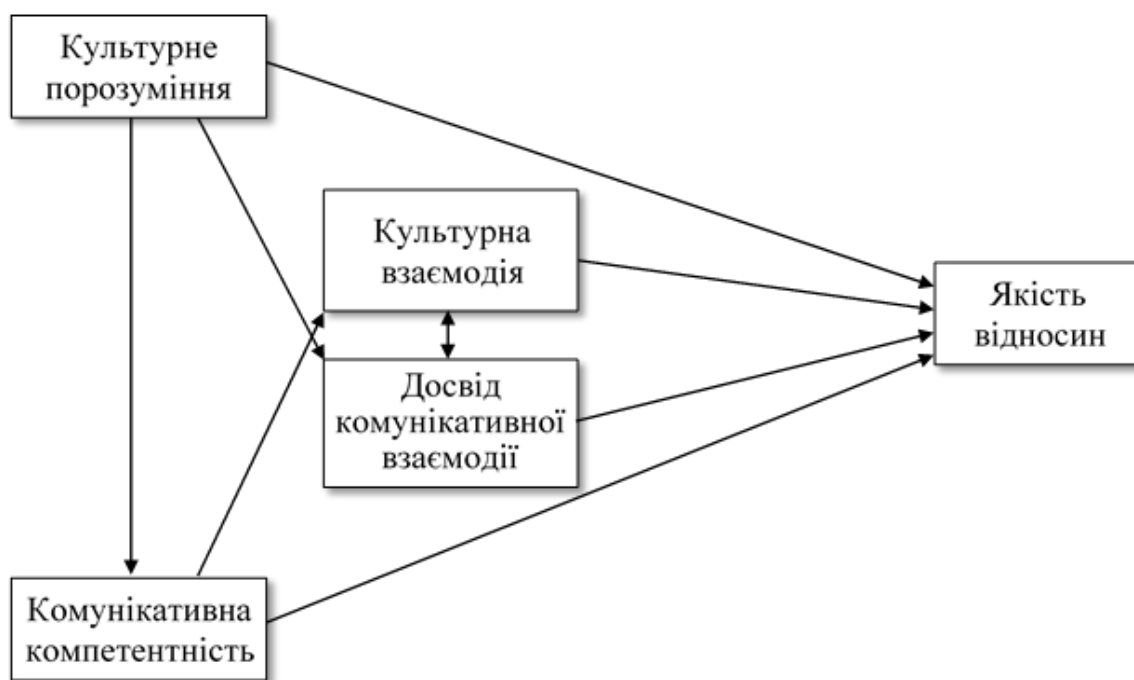 Культурне
порозуміння
Культурна
взаємодія
Якість
відносин
Досвід
комунікативної
взаємодії
Комунікативна
компетентність